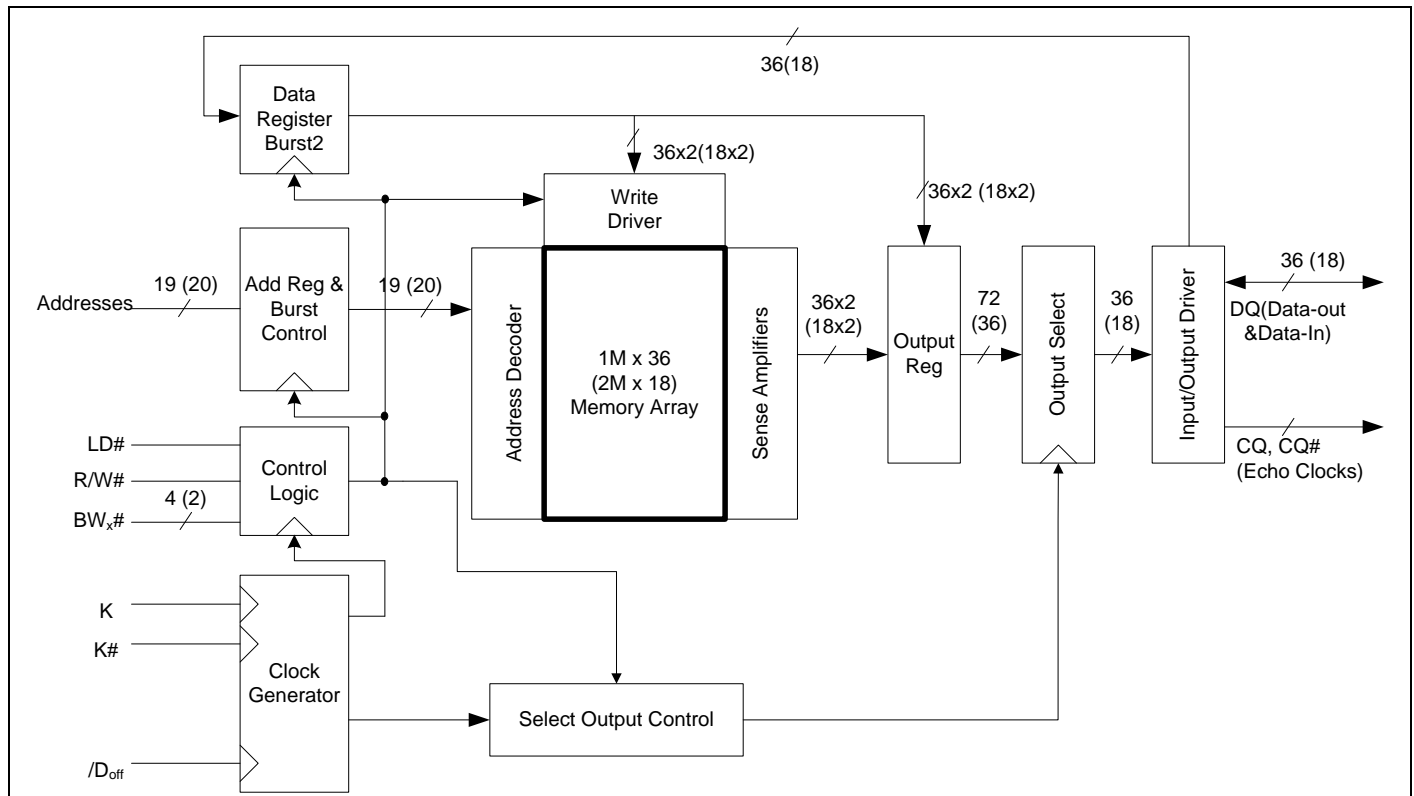 36(18)
Data
Register
Burst2
36x2(18x2)
36x2 (18x2)
Write
Driver
Addresses
19 (20)
Add Reg &
Burst
Control
19 (20)
Address Decoder
1M x 36
(2M x 18)
Memory Array
Sense Amplifiers
36x2
(18x2)
Output
Reg
72
(36)
Output Select
36
(18)
Input/Output Driver
36 (18)
DQ(Data-out
&Data-In)
CQ, CQ#
(Echo Clocks)
LD#
R/W#
BWx#
4 (2)
Control
Logic
K
K#
/Doff
Clock
Generator
Select Output Control